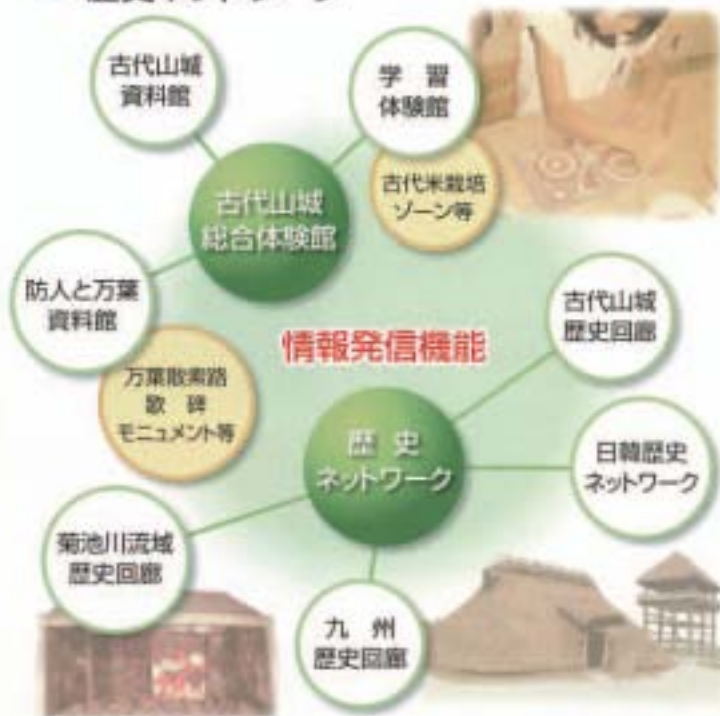 古代山城
資料館
学習
体験館
古代山城
総合体験館
古代米栽培
ゾーン等
防人と万葉
資料館
古代山城
歴史回廊
情報発信機能
万葉散策路
歌碑
モニュメント等
歴史
ネットワーク
日韓歴史
ネットワーク
菊池川流域
歴史回廊
九州
歴史回廊